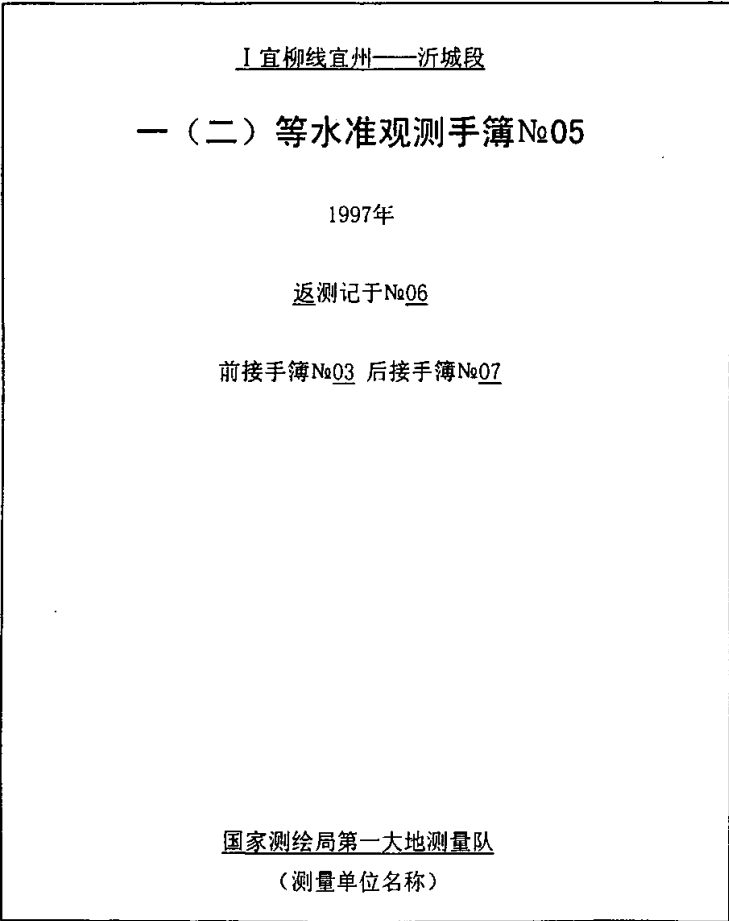 Ⅰ宜柳线宜州——沂城段
一（二）等水准观测手簿№05
1997年
返测记于№06
前接手簿№03 后接手簿№07
国家测绘局第一大地测量队
（测量单位名称）